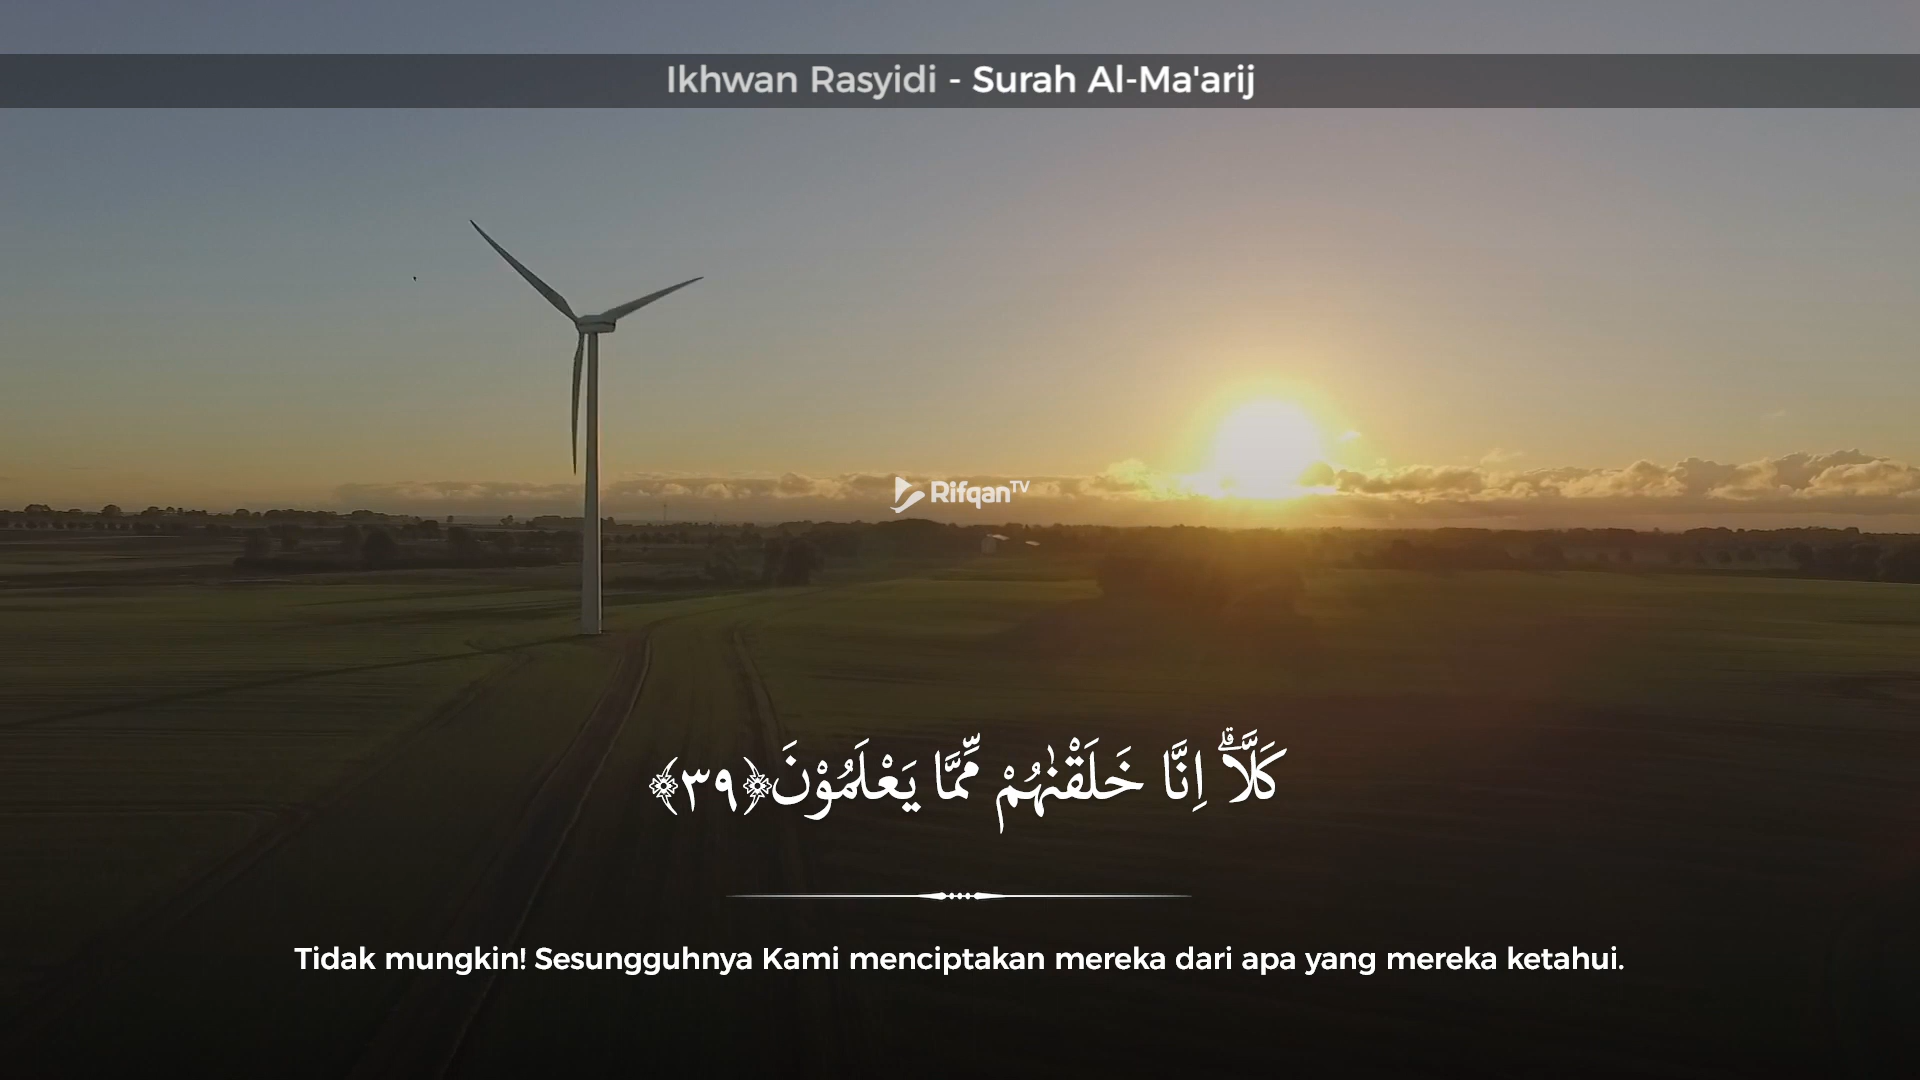 Ikhwan Rasyidi - Surah Al-Ma'arij
Rifqan TV
كَلَّاۗ اِنَّا خَلَقْنٰهُمْ مِّمَّا يَعْلَمُوْنَ﴿٣٩﴾
Tidak mungkin! Sesungguhnya Kami menciptakan mereka dari apa yang mereka ketahui.